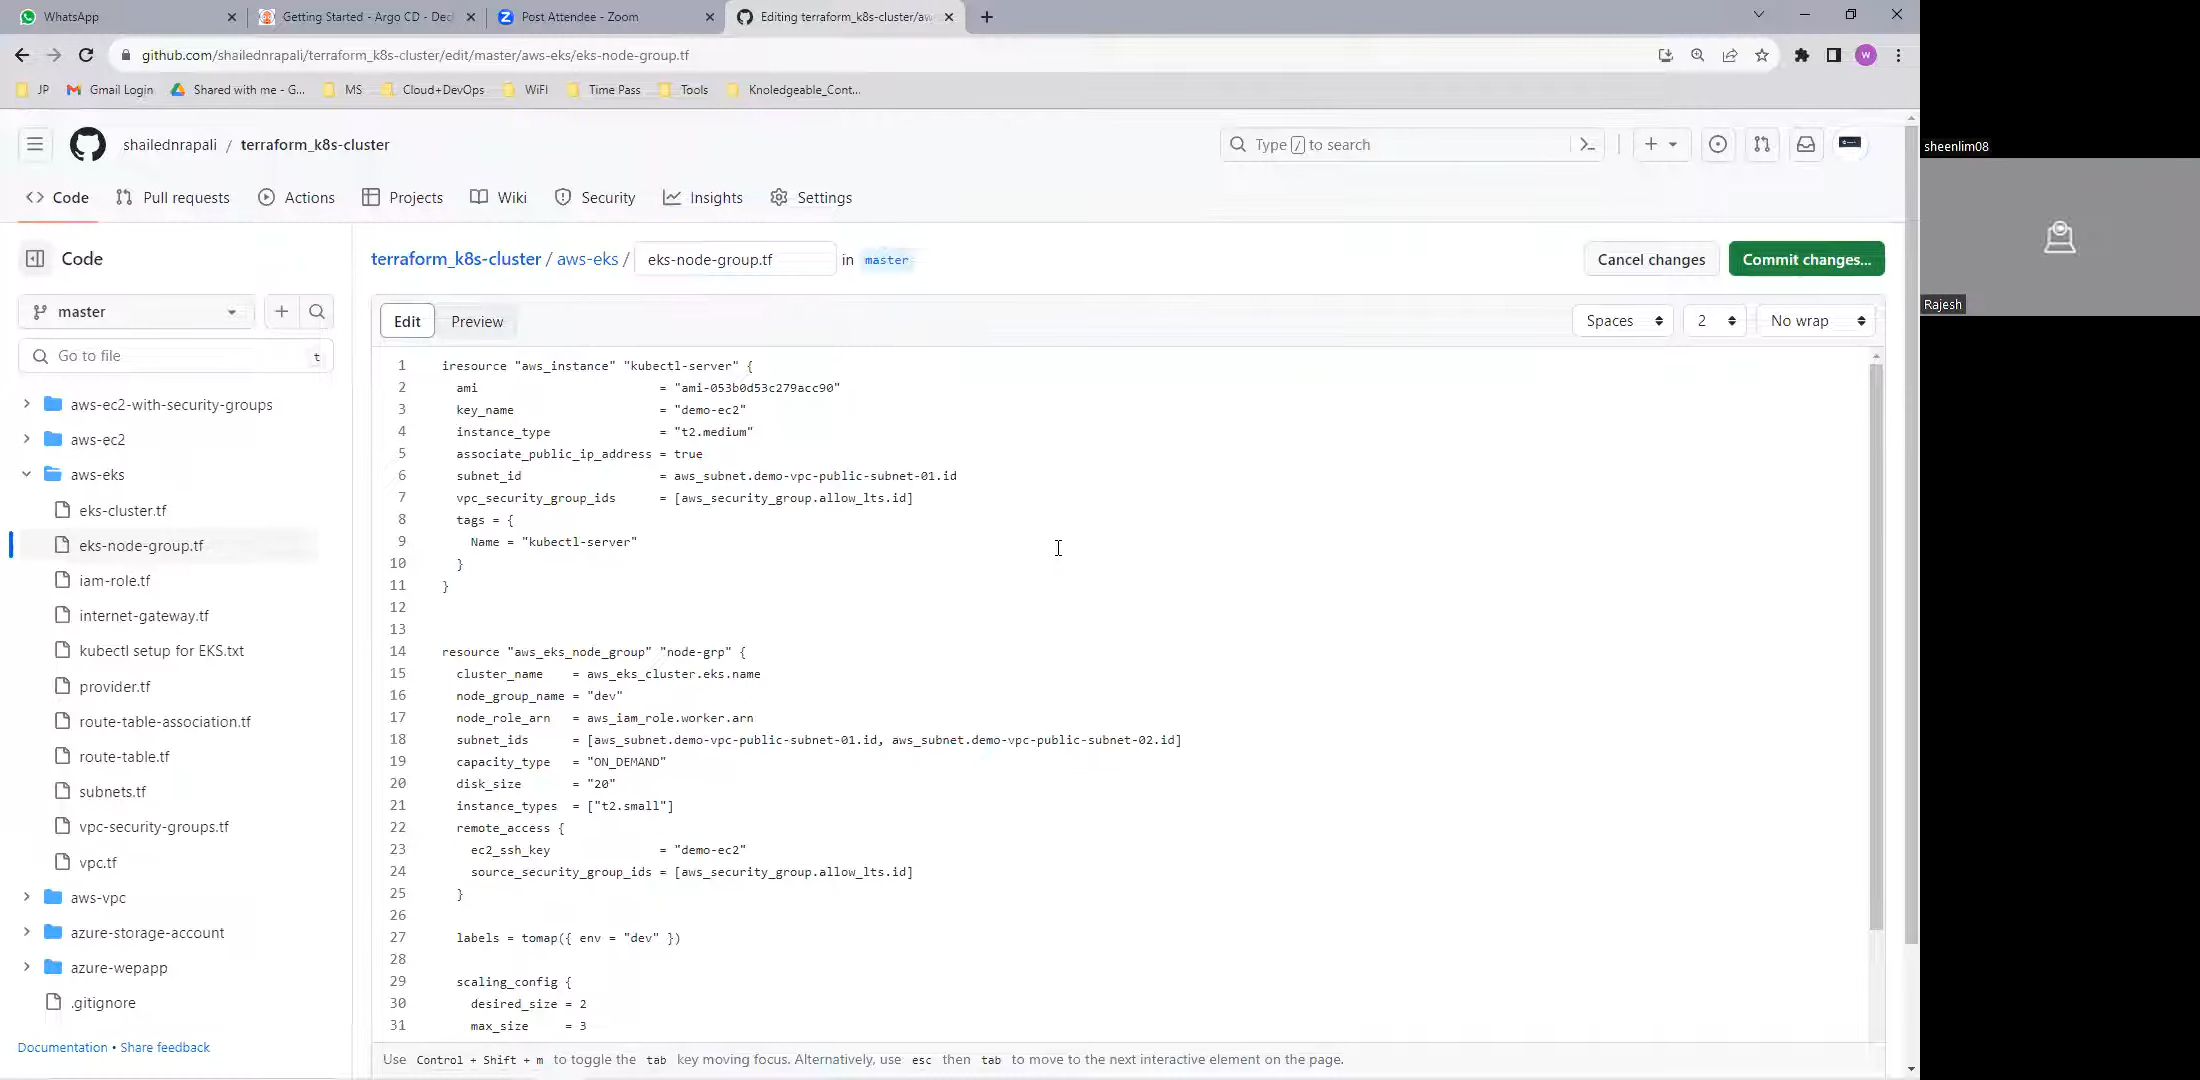 WhatsApp
Getting Started - Argo CD - Dec
Post Attendee - Zoom
Editing terraform_k8s-cluster/aw
github.com/shailednrapali/terraform_k8s-cluster/edit/master/aws-eks/eks-node-group.tf
W
JP
Gmail Login
Shared with me - G...
MS
Cloud+DevOps
WiFI
Time Pass
Tools
Knoledgeable_Cont...
shailednrapali / terraform_k8s-cluster
Type / to search
Code
Pull requests
Actions
Projects
Wiki
Security
Insights
Settings
Code
master
Go to file
t
aws-ec2-with-security-groups
aws-ec2
aws-eks
eks-cluster.tf
eks-node-group.tf
iam-role.tf
internet-gateway.tf
kubectl setup for EKS.txt
provider.tf
route-table-association.tf
route-table.tf
subnets.tf
vpc-security-groups.tf
vpc.tf
aws-vpc
azure-storage-account
azure-wepapp
.gitignore
Documentation • Share feedback
terraform_k8s-cluster / aws-eks / eks-node-group.tf in master
Cancel changes
Commit changes...
Edit
Preview
Spaces
2
No wrap
1 iresource "aws_instance" "kubectl-server" {
2 ami = "ami-053b0d53c279acc90"
3 key_name = "demo-ec2"
4 instance_type = "t2.medium"
5 associate_public_ip_address = true
6 subnet_id = aws_subnet.demo-vpc-public-subnet-01.id
7 vpc_security_group_ids = [aws_security_group.allow_lts.id]
8 tags = {
9 Name = "kubectl-server"
10 }
11 }
12
13
14 resource "aws_eks_node_group" "node-grp" {
15 cluster_name = aws_eks_cluster.eks.name
16 node_group_name = "dev"
17 node_role_arn = aws_iam_role.worker.arn
18 subnet_ids = [aws_subnet.demo-vpc-public-subnet-01.id, aws_subnet.demo-vpc-public-subnet-02.id]
19 capacity_type = "ON_DEMAND"
20 disk_size = "20"
21 instance_types = ["t2.small"]
22 remote_access {
23 ec2_ssh_key = "demo-ec2"
24 source_security_group_ids = [aws_security_group.allow_lts.id]
25 }
26
27 labels = tomap({ env = "dev" })
28
29 scaling_config {
30 desired_size = 2
31 max_size = 3
Use Control + Shift + m to toggle the tab key moving focus. Alternatively, use esc then tab to move to the next interactive element on the page.
sheenlim08
Rajesh